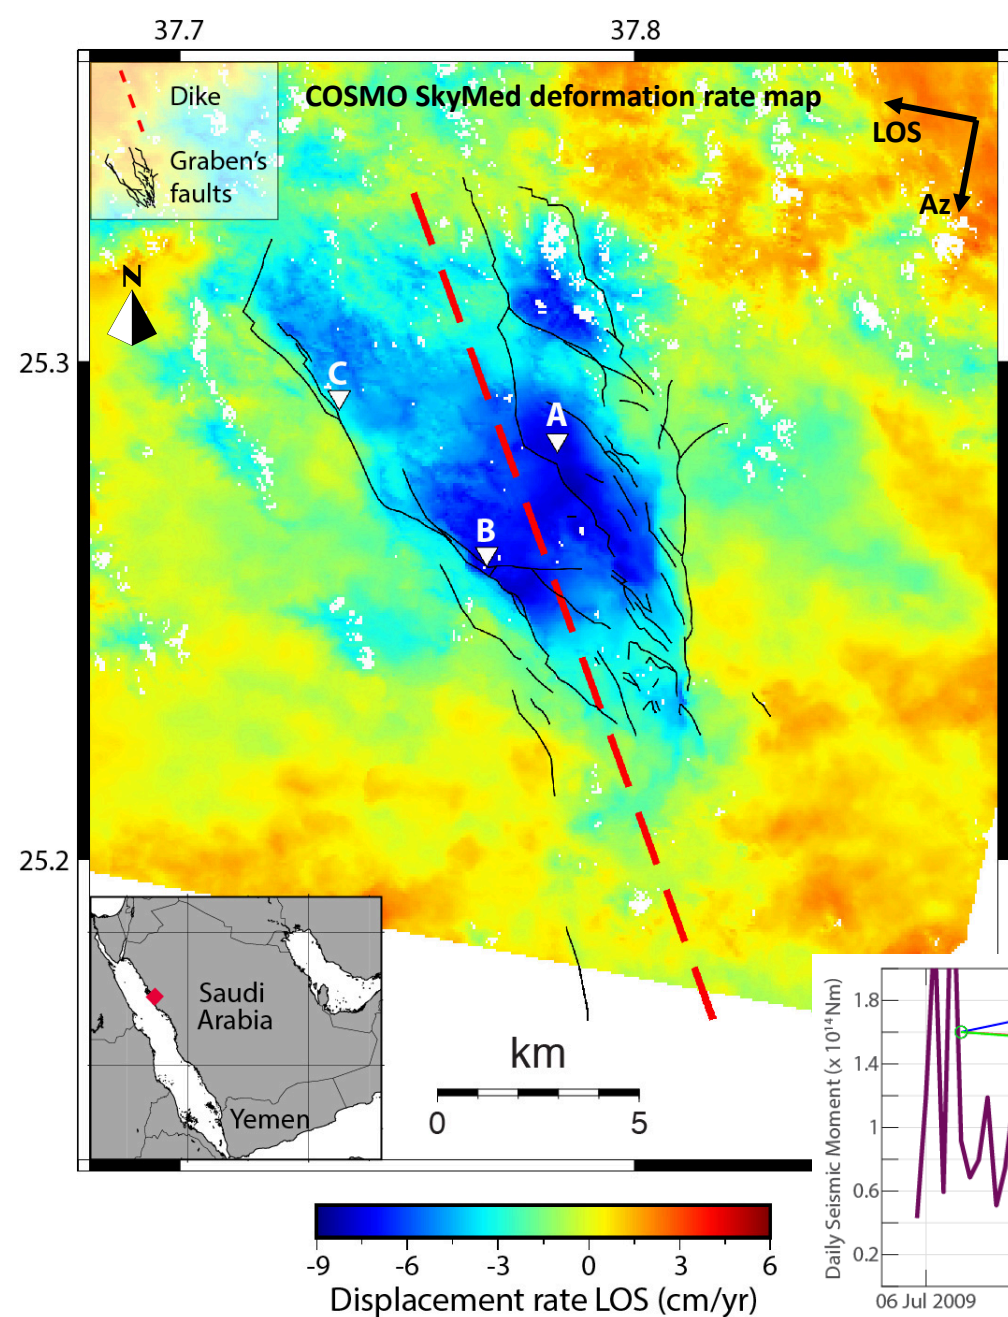 37.7 37.8
COSMO SkyMed deformation rate map
Dike
Graben's
faults
LOS
Az
N
25.3
C
A
B
25.2
Saudi
Arabia
Yemen
km
0 5
-9 -6 -3 0 3 6
Displacement rate LOS (cm/yr)
Daily Seismic Moment (x 10¹⁴ Nm)
1.8
1.4
1
0.6
0.2
06 Jul 2009